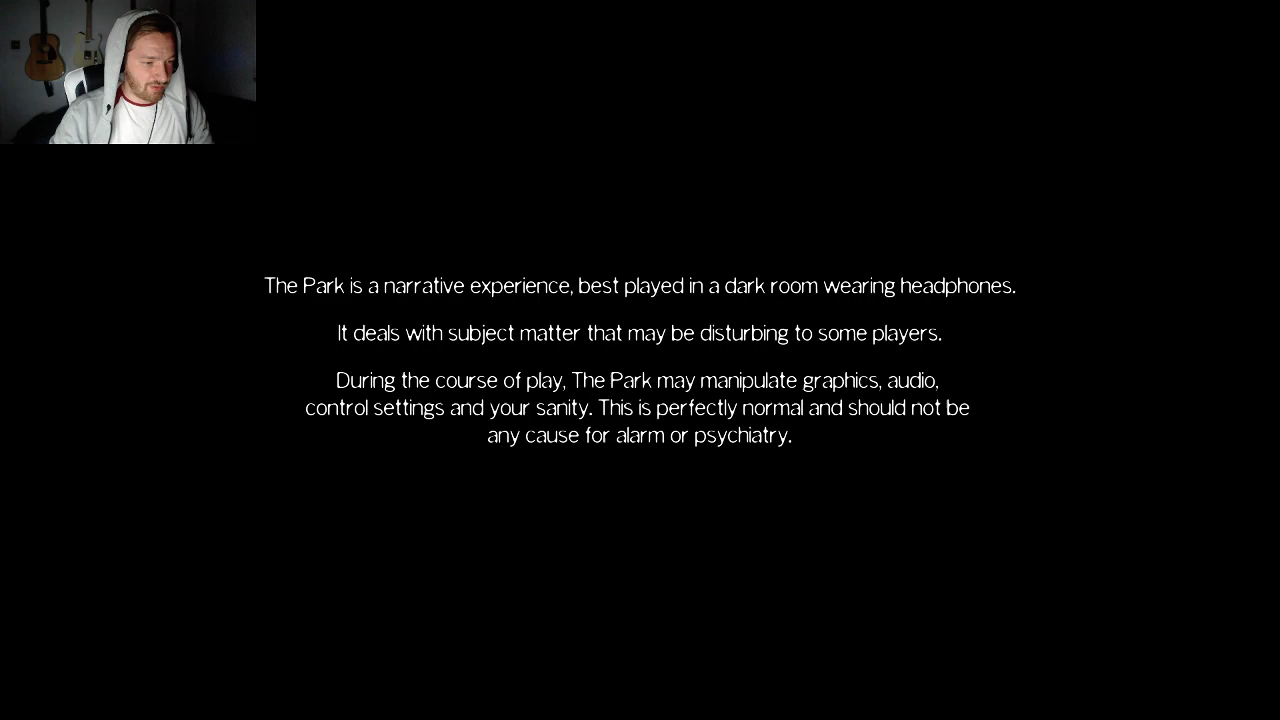 The Park is a narrative experience, best played in a dark room wearing headphones.
It deals with subject matter that may be disturbing to some players.
During the course of play, The Park may manipulate graphics, audio,
control settings and your sanity. This is perfectly normal and should not be
any cause for alarm or psychiatry.